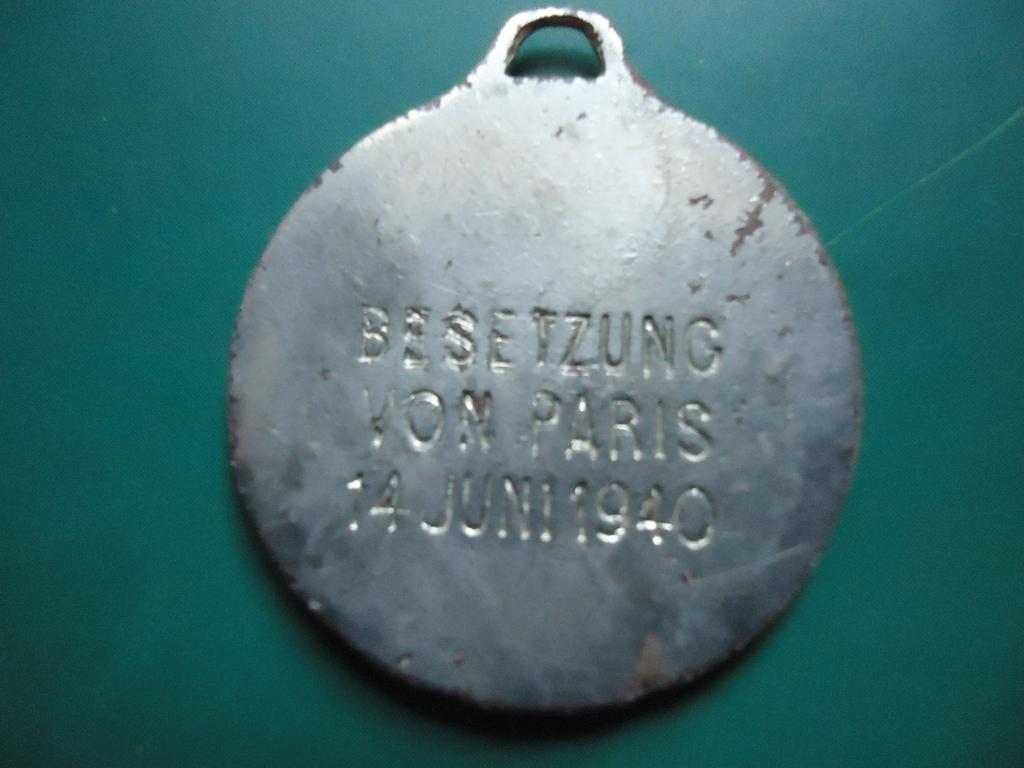 BESETZUNG
VON PARIS
14 JUNI 1940